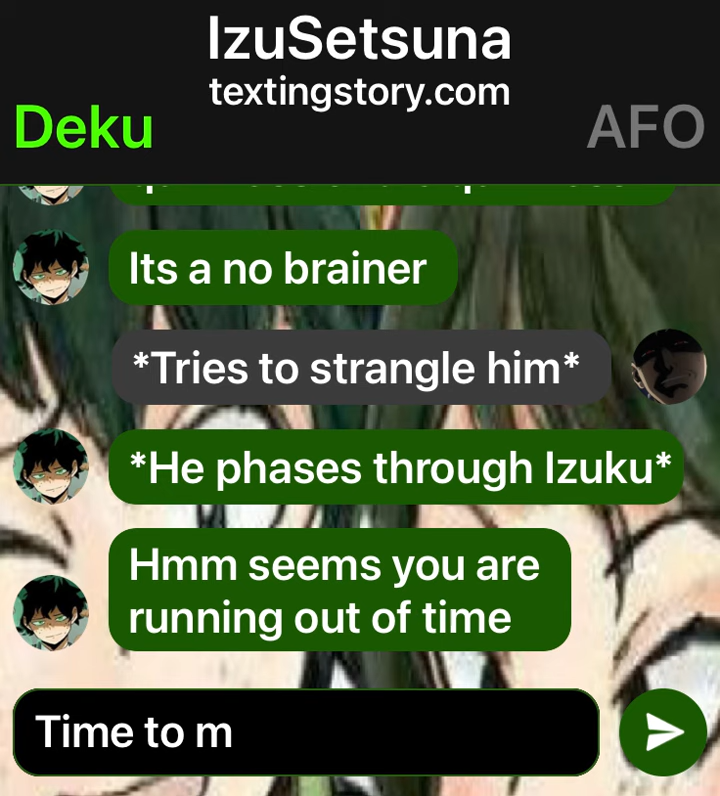 IzuSetsuna
textingstory.com
Deku
AFO
Its a no brainer
*Tries to strangle him*
*He phases through Izuku*
Hmm seems you are
running out of time
Time to m